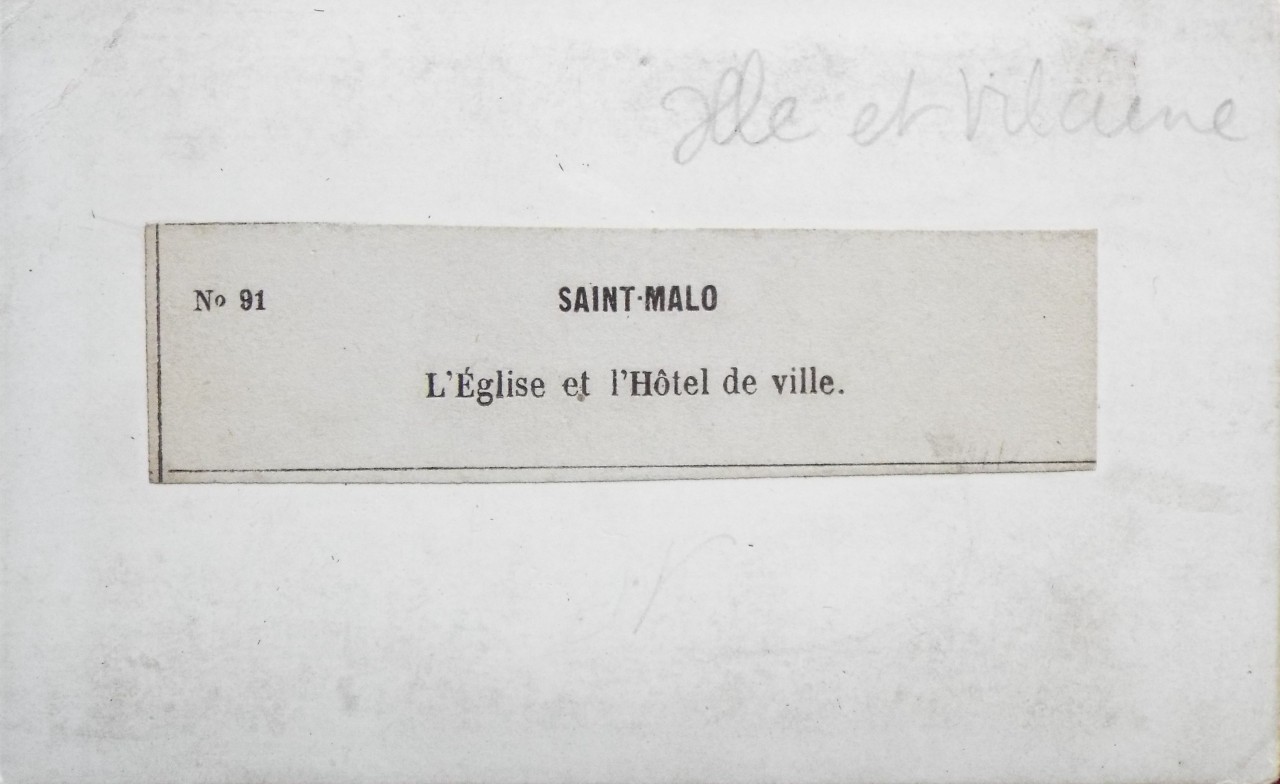 Ille et Vilaine
No 91
SAINT-MALO
L'Église et l'Hôtel de ville.